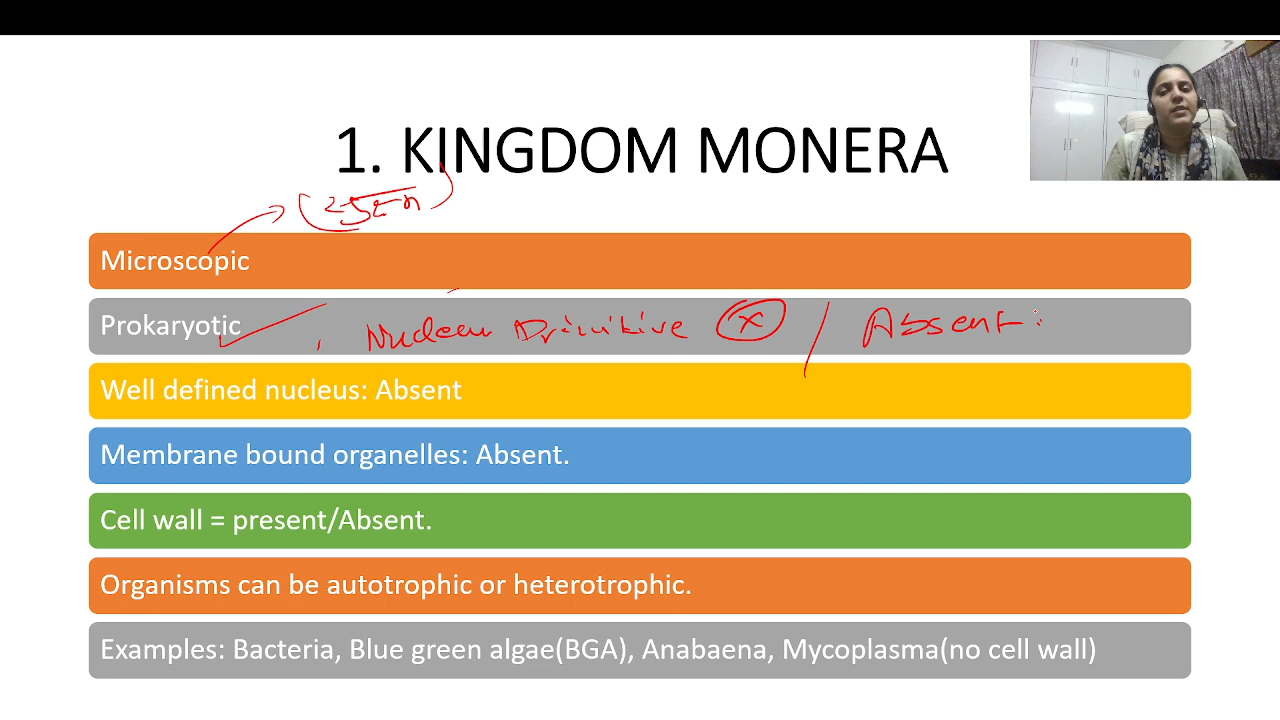 1. KINGDOM MONERA
Microscopic
Prokaryotic Primitive / Absent
Well defined nucleus: Absent
Membrane bound organelles: Absent.
Cell wall = present/Absent.
Organisms can be autotrophic or heterotrophic.
Examples: Bacteria, Blue green algae(BGA), Anabaena, Mycoplasma(no cell wall)